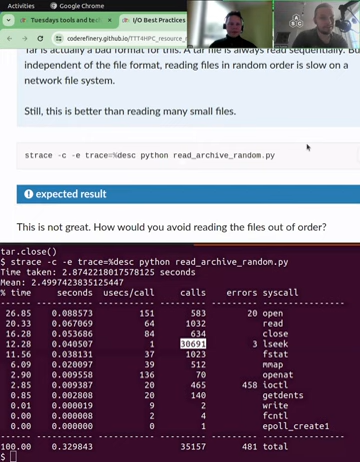 Activities Google Chrome
Tuesdays tools and tec
I/O Best Practices
coderefinery.github.io/TTT4HPC_resource_
Tar is actually a bad format for this. A tar file is always read sequentially. Bu
independent of the file format, reading files in random order is slow on a
network file system.
Still, this is better than reading many small files.
strace -c -e trace=%desc python read_archive_random.py
expected result
This is not great. How would you avoid reading the files out of order?
tar.close()
$ strace -c -e trace=%desc python read_archive_random.py
Time taken: 2.8742218017578125 seconds
Mean: 2.4997423835125447
% time seconds usecs/call calls errors syscall
------ ----------- ----------- --------- --------- ----------------
26.85 0.088573 151 583 20 open
20.33 0.067069 64 1032 read
16.28 0.053686 84 634 close
12.28 0.040507 1 30691 3 lseek
11.56 0.038131 37 1023 fstat
6.09 0.020097 39 512 mmap
2.90 0.009558 136 70 openat
2.85 0.009387 20 465 458 ioctl
0.85 0.002808 20 140 getdents
0.01 0.000019 9 2 write
0.00 0.000008 2 4 fcntl
0.00 0.000000 0 1 epoll_create1
------ ----------- ----------- --------- --------- ----------------
100.00 0.329843 35157 481 total
$